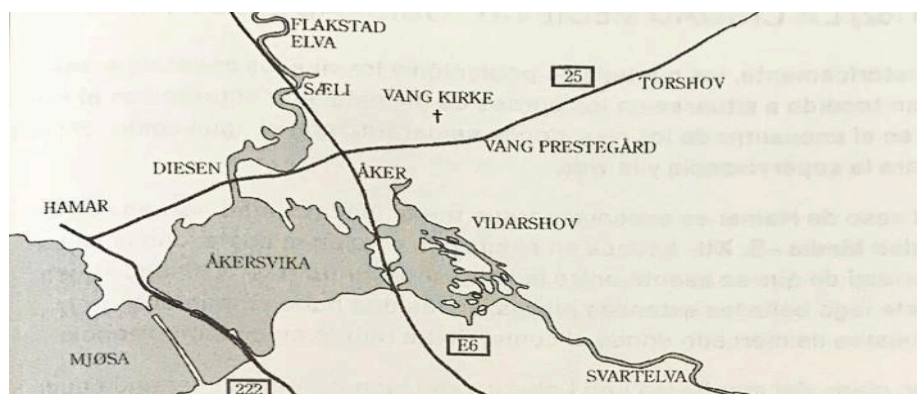 FLAKSTAD
ELVA
SÆLI
25
TORSHOV
VANG KIRKE
VANG PRESTEGÅRD
DIESEN
ÅKER
HAMAR
VIDARSHOV
ÅKERSVIKA
E6
MJØSA
SVARTELVA
222